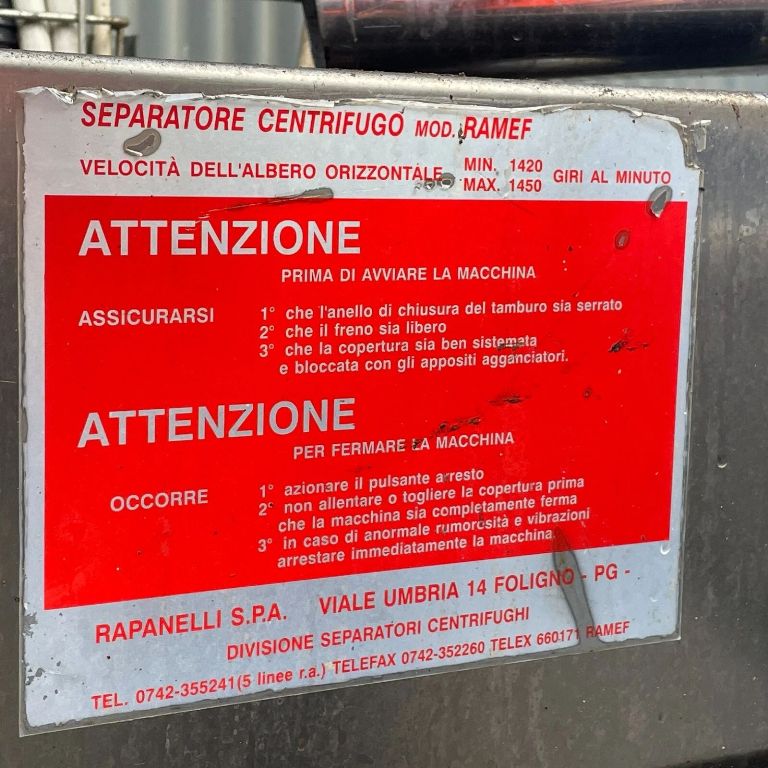 SEPARATORE CENTRIFUGO MOD. RAMEF
VELOCITÀ DELL'ALBERO ORIZZONTALE MIN. 1420 GIRI AL MINUTO
MAX. 1450
ATTENZIONE
PRIMA DI AVVIARE LA MACCHINA
ASSICURARSI 1° che l'anello di chiusura del tamburo sia serrato
2° che il freno sia libero
3° che la copertura sia ben sistemata
e bloccata con gli appositi agganciatori.
ATTENZIONE
PER FERMARE LA MACCHINA
OCCORRE 1° azionare il pulsante arresto
2° non allentare o togliere la copertura prima
che la macchina sia completamente ferma
3° in caso di anormale rumorosità e vibrazioni
arrestare immediatamente la macchina.
RAPANELLI S.P.A. VIALE UMBRIA 14 FOLIGNO - PG -
DIVISIONE SEPARATORI CENTRIFUGHI
TEL. 0742-355241 (5 linee r.a.) TELEFAX 0742-352260 TELEX 660171 RAMEF